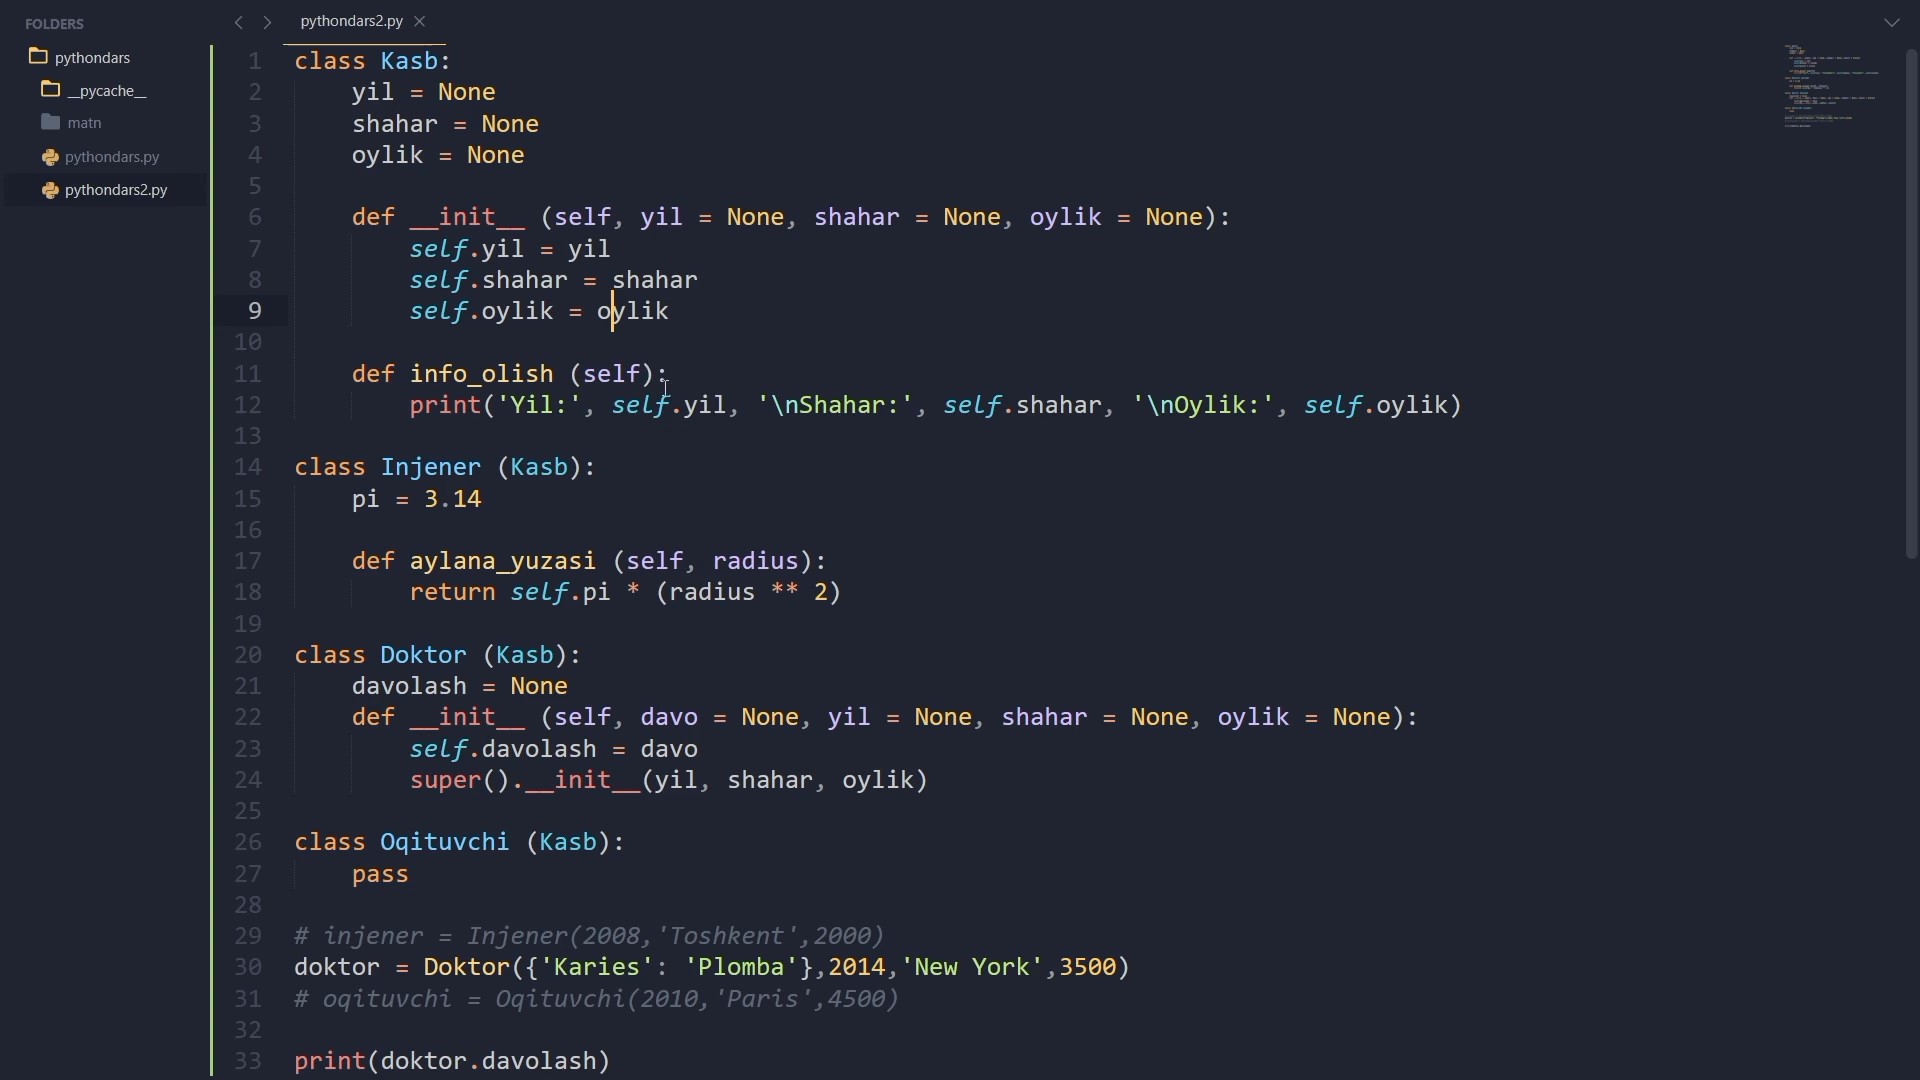 FOLDERS
pythondars
__pycache__
matn
pythondars.py
pythondars2.py
pythondars2.py
1 class Kasb:
2     yil = None
3     shahar = None
4     oylik = None
5
6     def __init__ (self, yil = None, shahar = None, oylik = None):
7         self.yil = yil
8         self.shahar = shahar
9         self.oylik = oylik
10
11     def info_olish (self):
12         print('Yil:', self.yil, '\nShahar:', self.shahar, '\nOylik:', self.oylik)
13
14 class Injener (Kasb):
15     pi = 3.14
16
17     def aylana_yuzasi (self, radius):
18         return self.pi * (radius ** 2)
19
20 class Doktor (Kasb):
21     davolash = None
22     def __init__ (self, davo = None, yil = None, shahar = None, oylik = None):
23         self.davolash = davo
24         super().__init__(yil, shahar, oylik)
25
26 class Oqituvchi (Kasb):
27     pass
28
29 # injener = Injener(2008,'Toshkent',2000)
30 doktor = Doktor({'Karies': 'Plomba'},2014,'New York',3500)
31 # oqituvchi = Oqituvchi(2010,'Paris',4500)
32
33 print(doktor.davolash)